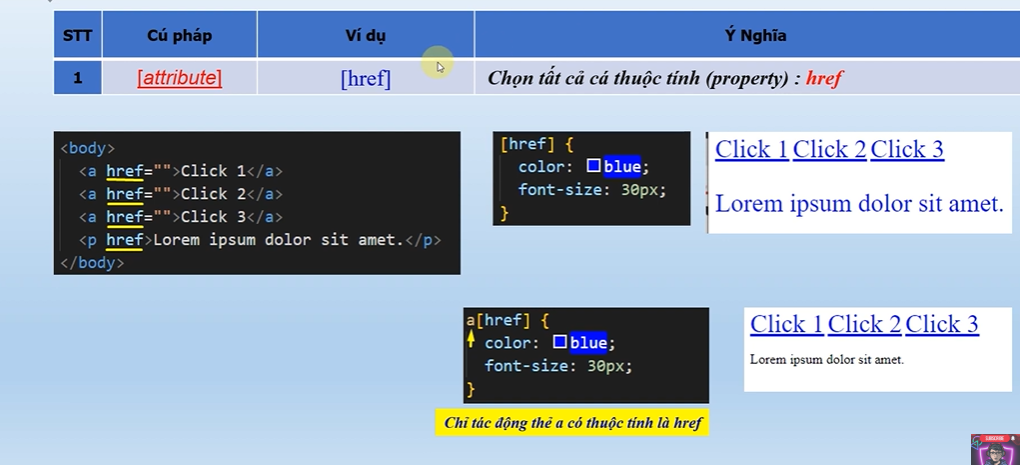 STT Cú pháp Ví dụ Ý Nghĩa
1 [attribute] [href] Chọn tất cả cá thuộc tính (property) : href
<body>
<a href="">Click 1</a>
<a href="">Click 2</a>
<a href="">Click 3</a>
<p href>Lorem ipsum dolor sit amet.</p>
</body>
[href] {
color: blue;
font-size: 30px;
}
Click 1 Click 2 Click 3
Lorem ipsum dolor sit amet.
a[href] {
color: blue;
font-size: 30px;
}
Chỉ tác động thẻ a có thuộc tính là href
Click 1 Click 2 Click 3
Lorem ipsum dolor sit amet.
SUBSCRIBE